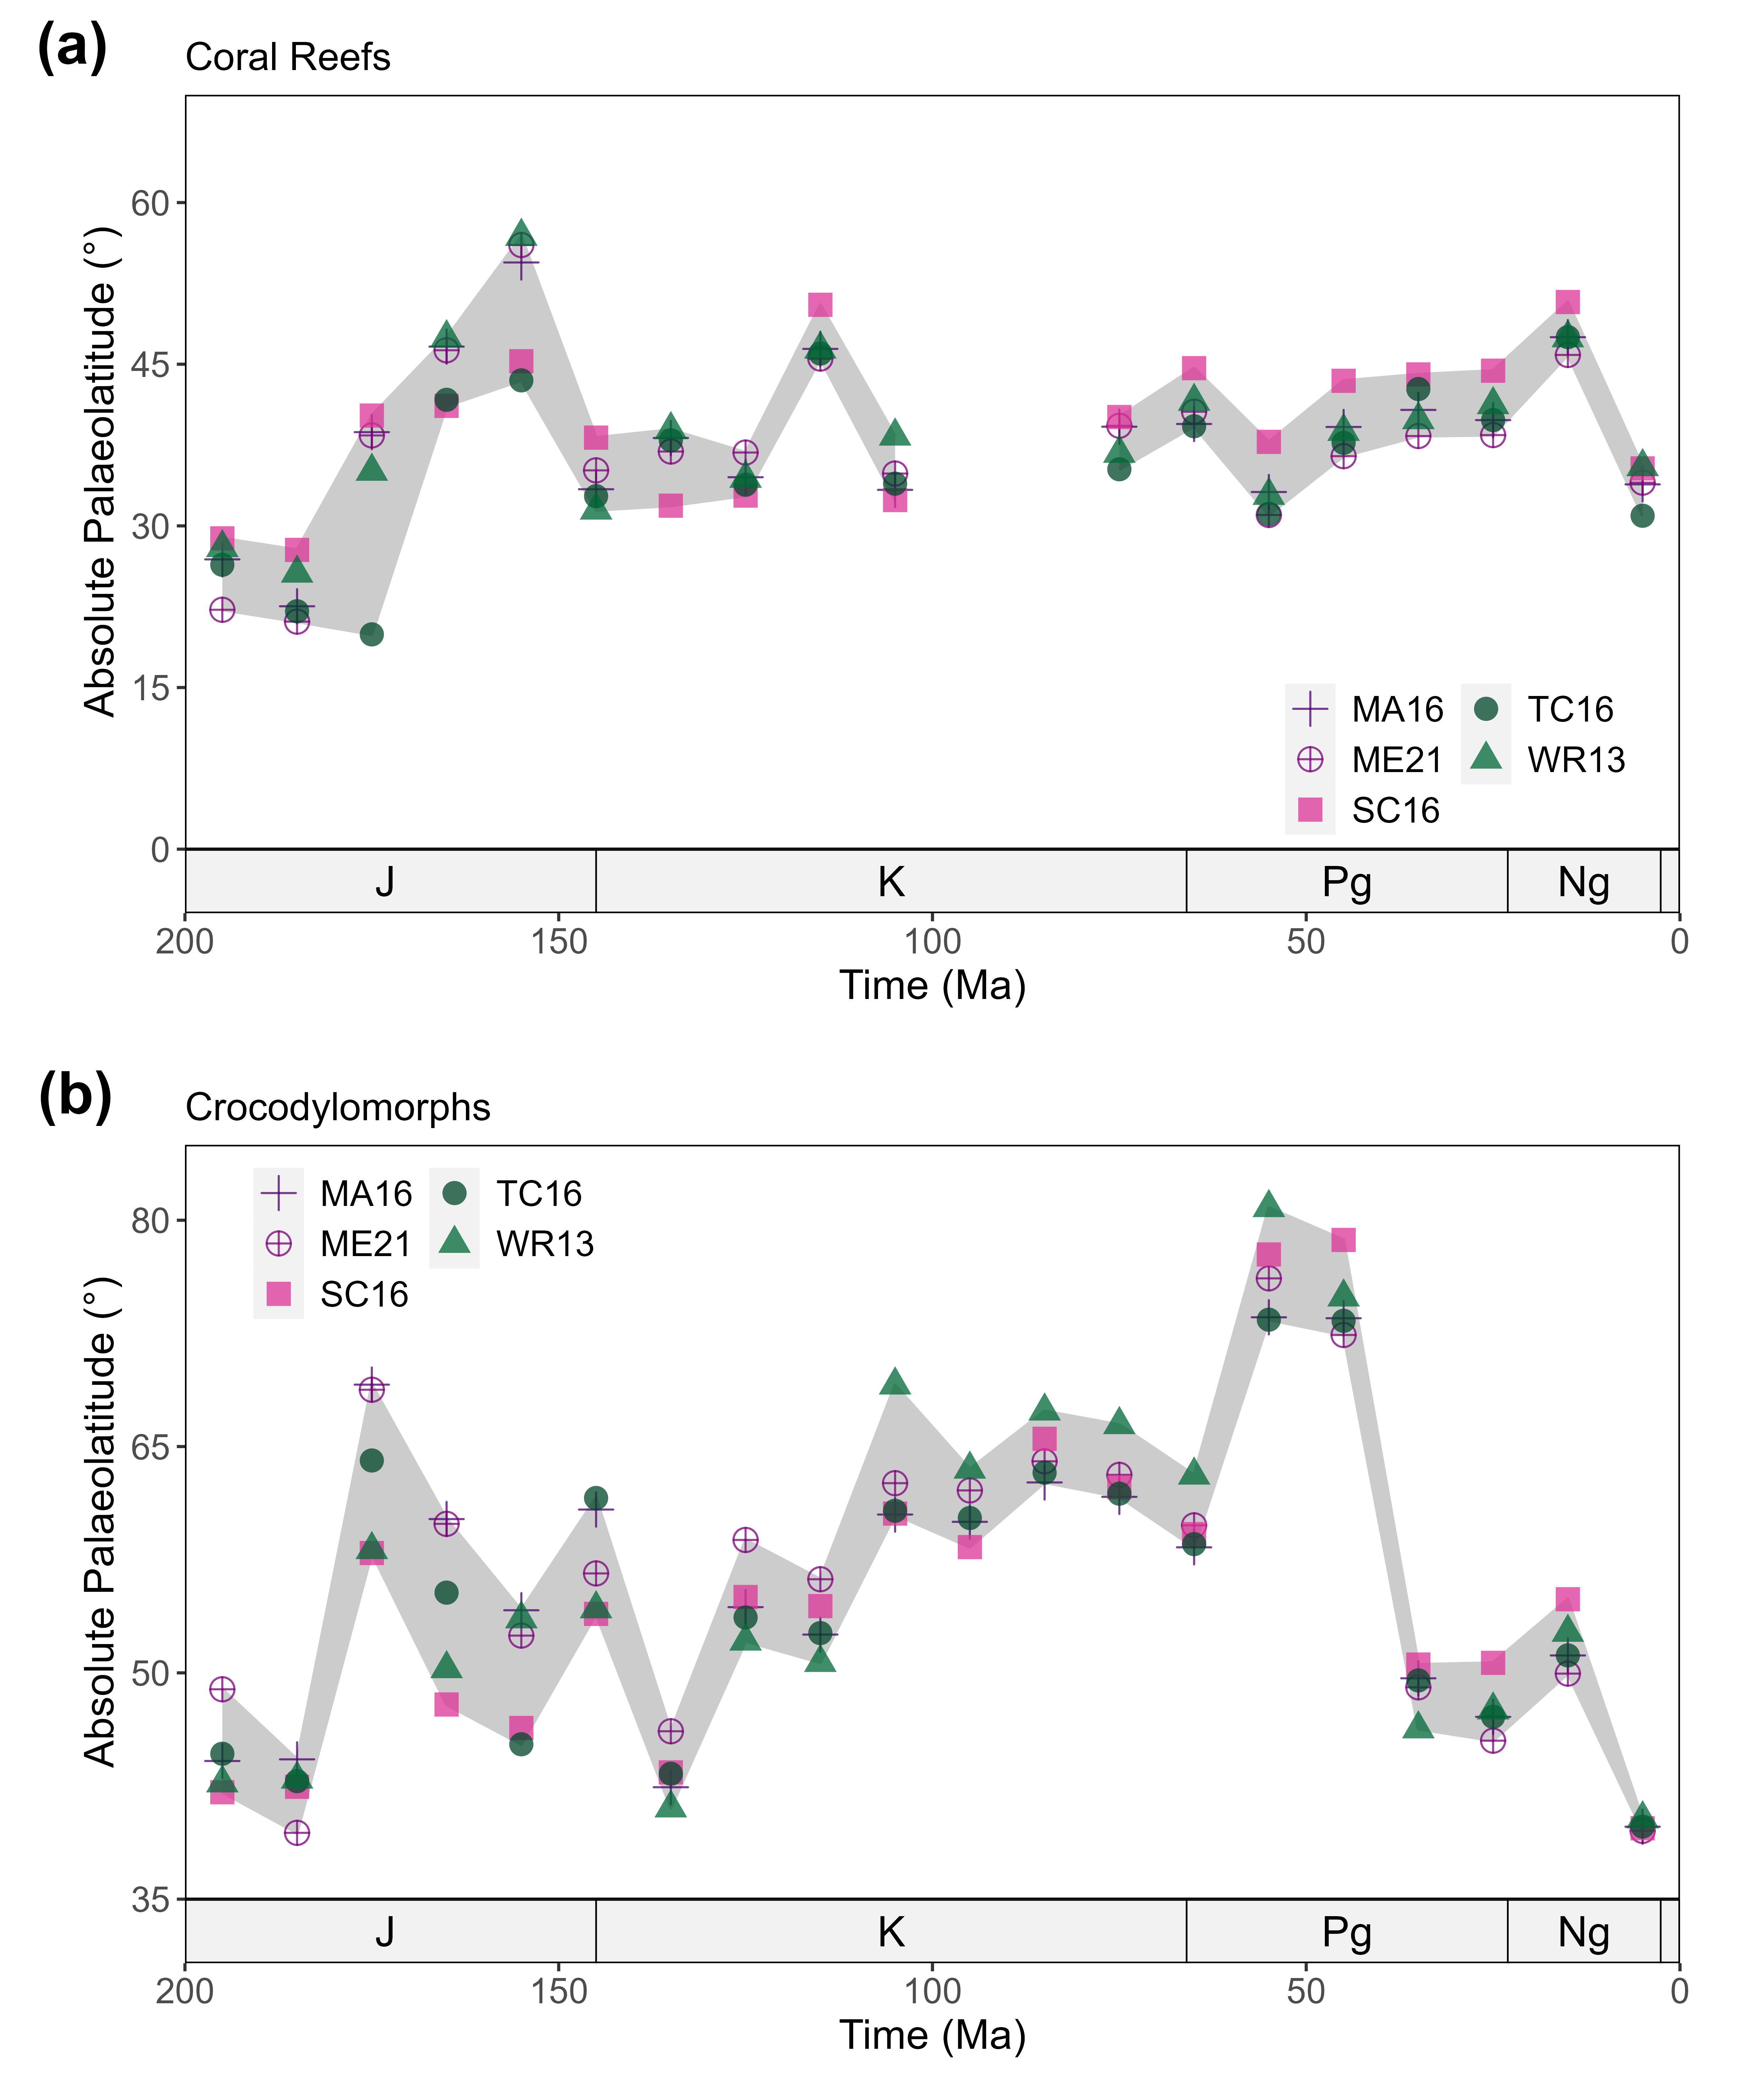 (a)
Coral Reefs
Absolute Palaeolatitude (°)
60
45
30
15
0
MA16 TC16
ME21 WR13
SC16
J K Pg Ng
200 150 100 50 0
Time (Ma)
(b)
Crocodylomorphs
Absolute Palaeolatitude (°)
MA16 TC16
ME21 WR13
SC16
80
65
50
35
J K Pg Ng
200 150 100 50 0
Time (Ma)